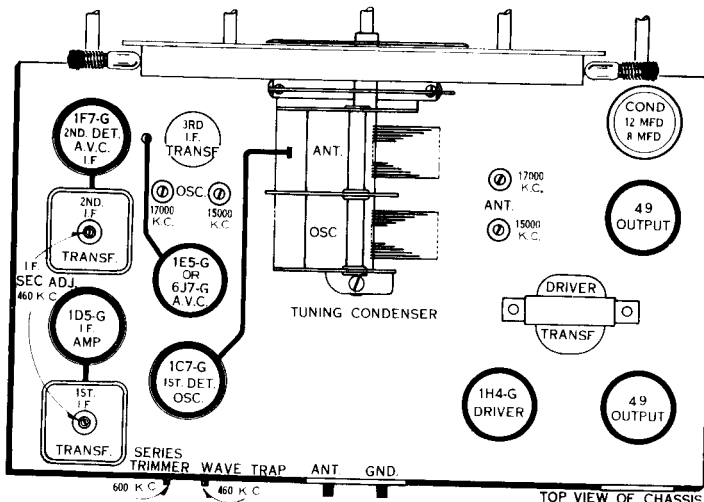 1F7-G
2ND. DET.
A.V.C.
I.F
3RD
I.F.
TRANSF.
COND
12 MFD
8 MFD
ANT.
OSC.
17000
K.C.
15000
K.C.
17000
K.C.
ANT.
15000
K.C.
49
OUTPUT
2ND.
I.F
TRANSF.
OSC
I.F.
SEC ADJ.
460 K C
1E5-G
OR
6J7-G
A.V.C.
TUNING CONDENSER
DRIVER
TRANSF
1D5-G
I.F.
AMP
1C7-G
1ST. DET.
OSC.
1ST.
I.F
TRANSF.
1H4-G
DRIVER
49
OUTPUT
SERIES
TRIMMER
WAVE TRAP
ANT.
GND.
600 K C
460 K C
TOP VIEW OF CHASSIS